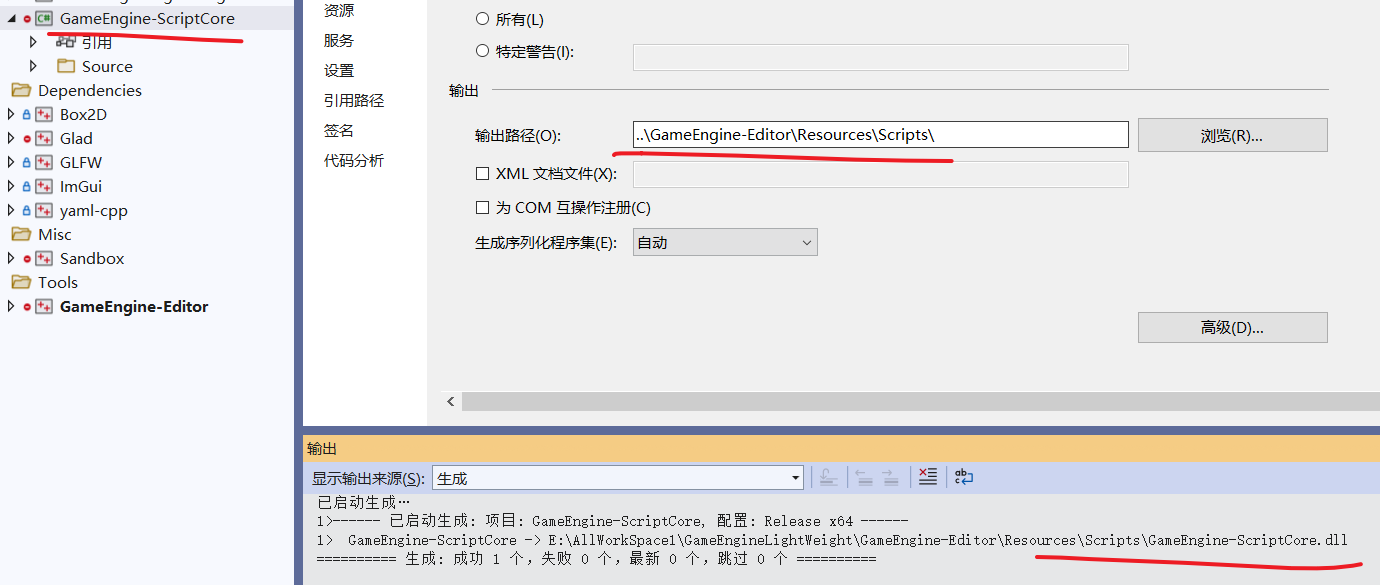 GameEngine-ScriptCore
引用
Source
Dependencies
Box2D
Glad
GLFW
ImGui
yaml-cpp
Misc
Sandbox
Tools
GameEngine-Editor
资源
服务
设置
引用路径
签名
代码分析
所有(L)
特定警告(I):
输出
输出路径(O):
..\GameEngine-Editor\Resources\Scripts\
浏览(R)...
XML 文档文件(X):
为 COM 互操作注册(C)
生成序列化程序集(E):
自动
高级(D)...
输出
显示输出来源(S): 生成
已启动生成…
1>------ 已启动生成: 项目: GameEngine-ScriptCore, 配置: Release x64 ------
1>  GameEngine-ScriptCore -> E:\AllWorkSpace1\GameEngineLightWeight\GameEngine-Editor\Resources\Scripts\GameEngine-ScriptCore.dll
========== 生成: 成功 1 个，失败 0 个，最新 0 个，跳过 0 个 ==========